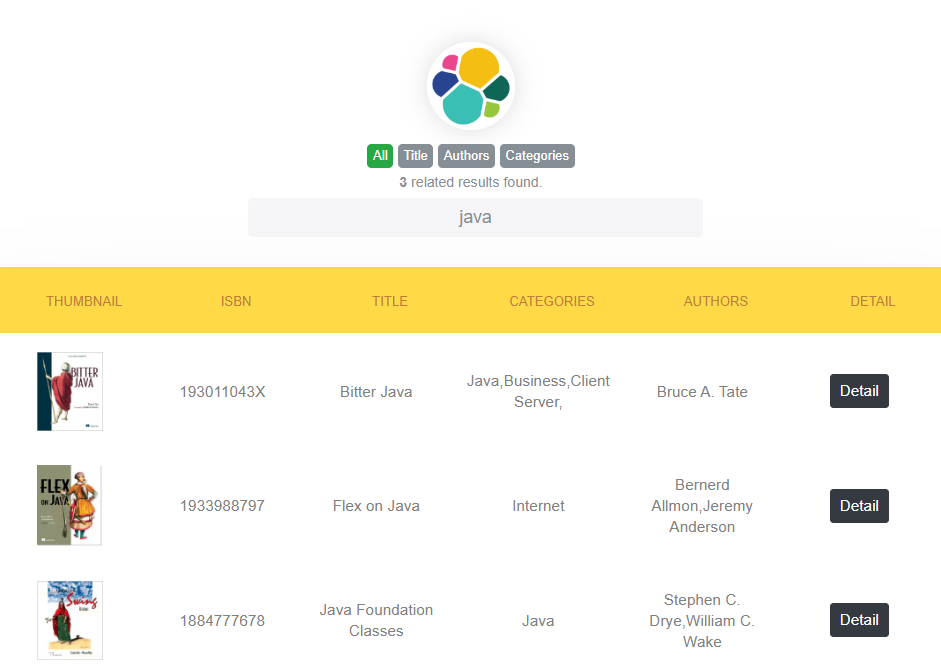 All Title Authors Categories
3 related results found.
java
THUMBNAIL ISBN TITLE CATEGORIES AUTHORS DETAIL
BITTER
JAVA
193011043X Bitter Java Java,Business,Client
Server, Bruce A. Tate Detail
FLEX
ON JAVA
1933988797 Flex on Java Internet Bernerd
Allmon,Jeremy
Anderson Detail
Swing
1884777678 Java Foundation
Classes Java Stephen C.
Drye,William C.
Wake Detail